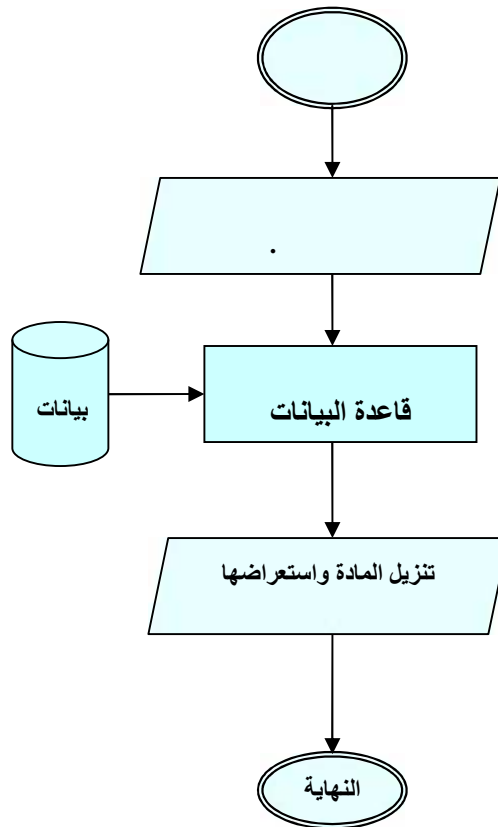 .
بيانات
قاعدة البيانات
تنزيل المادة واستعراضها
النهاية